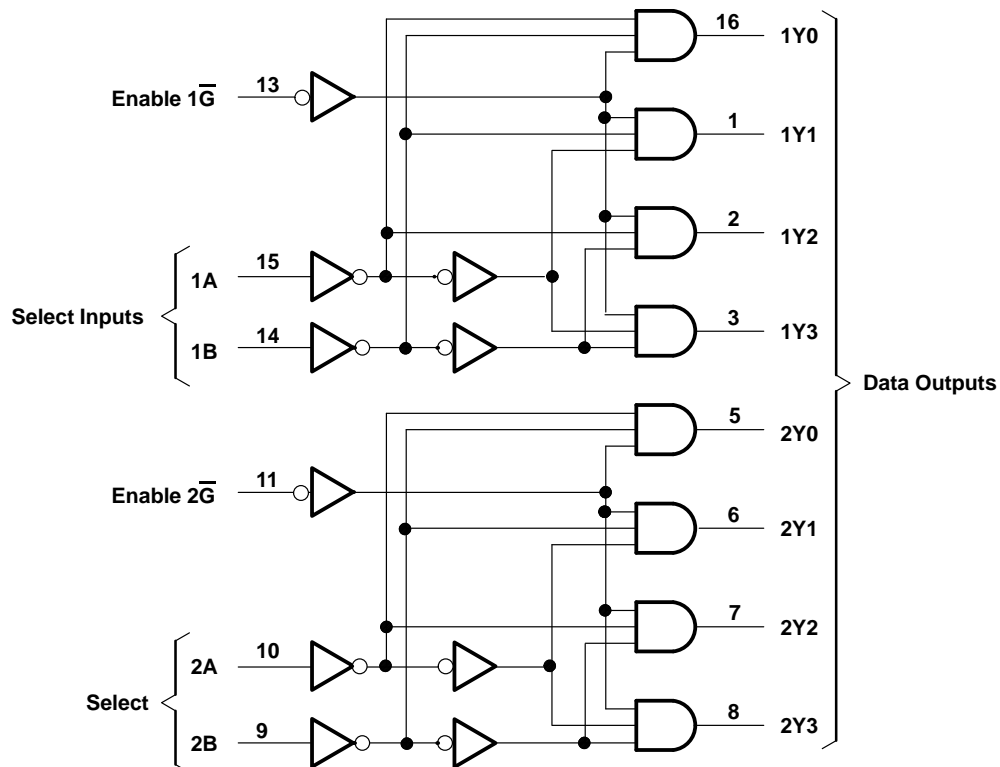 16 1Y0
Enable 1G̅ 13
1 1Y1
2 1Y2
1A 15
Select Inputs
3 1Y3
1B 14
Data Outputs
5 2Y0
Enable 2G̅ 11
6 2Y1
7 2Y2
2A 10
Select
8 2Y3
2B 9